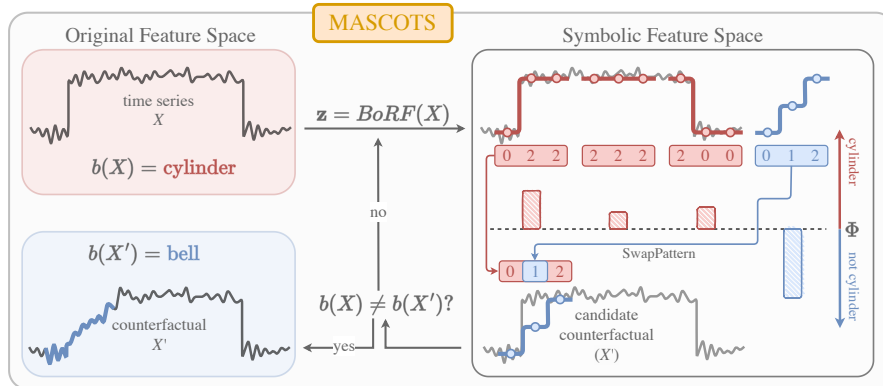 MASCOTS
Original Feature Space
time series
X
b(X) = cylinder
z = BoRF(X)
Symbolic Feature Space
0 2 2
2 2 2
2 0 0
0 1 2
cylinder
Φ
not cylinder
SwapPattern
0 1 2
candidate
counterfactual
(X')
no
b(X) ≠ b(X')?
yes
b(X') = bell
counterfactual
X'